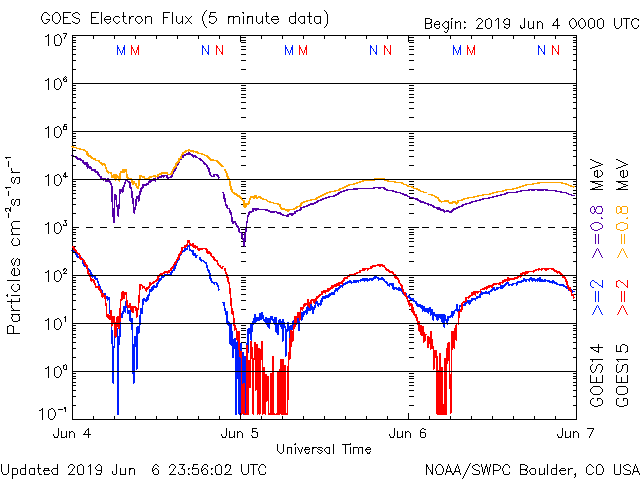 GOES Electron Flux (5 minute data)
Begin: 2019 Jun 4 0000 UTC
10⁷
M M N N M M N N M M N N
10⁶
10⁵
10⁴
10³
10²
10¹
10⁰
10⁻¹
Particles cm⁻²s⁻¹sr⁻¹
Jun 4 Jun 5 Jun 6 Jun 7
Universal Time
GOES14 >=2 >=0.8 MeV
GOES15 >=2 >=0.8 MeV
Updated 2019 Jun 6 23:56:02 UTC
NOAA/SWPC Boulder, CO USA